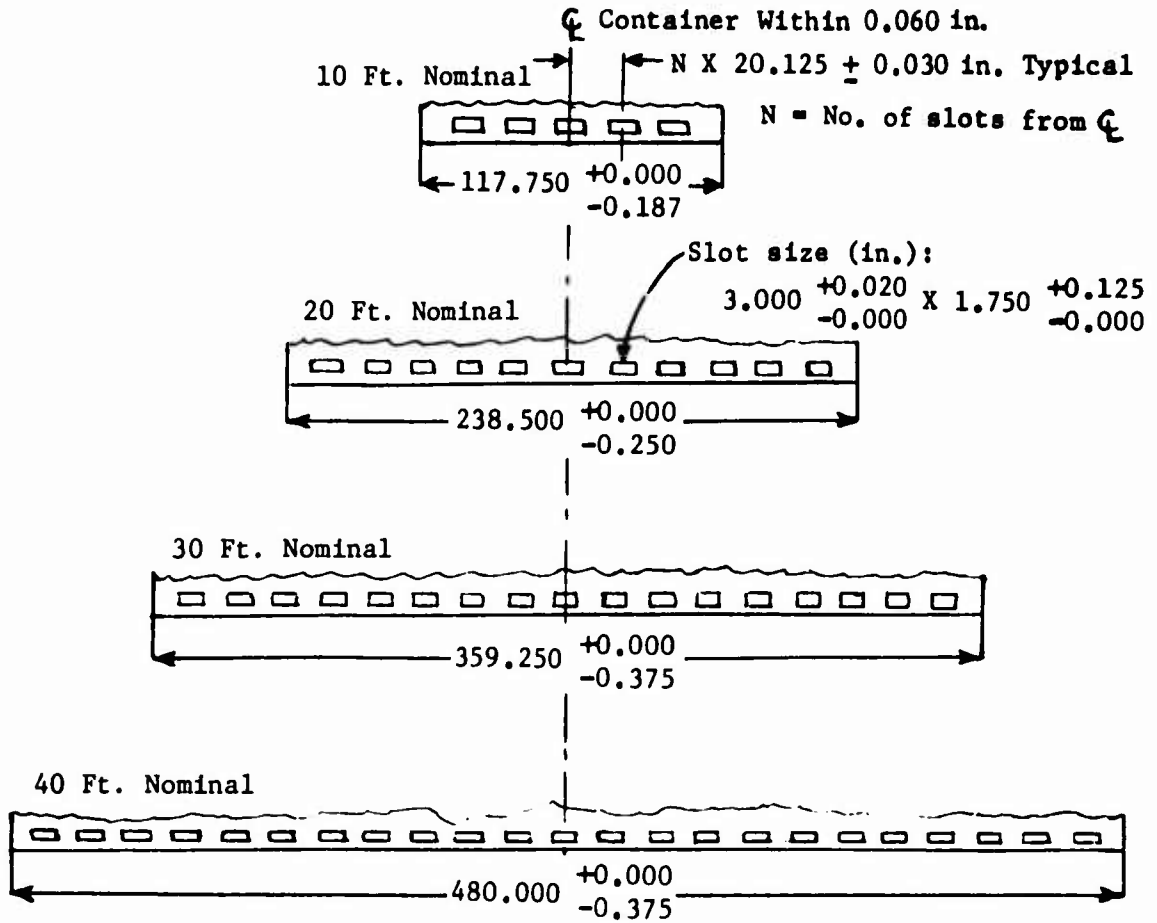 ℄ Container Within 0.060 in.
10 Ft. Nominal
N X 20.125 ± 0.030 in. Typical
N = No. of slots from ℄
117.750 +0.000
-0.187
Slot size (in.):
3.000 +0.020 -0.000 X 1.750 +0.125 -0.000
20 Ft. Nominal
238.500 +0.000
-0.250
30 Ft. Nominal
359.250 +0.000
-0.375
40 Ft. Nominal
480.000 +0.000
-0.375